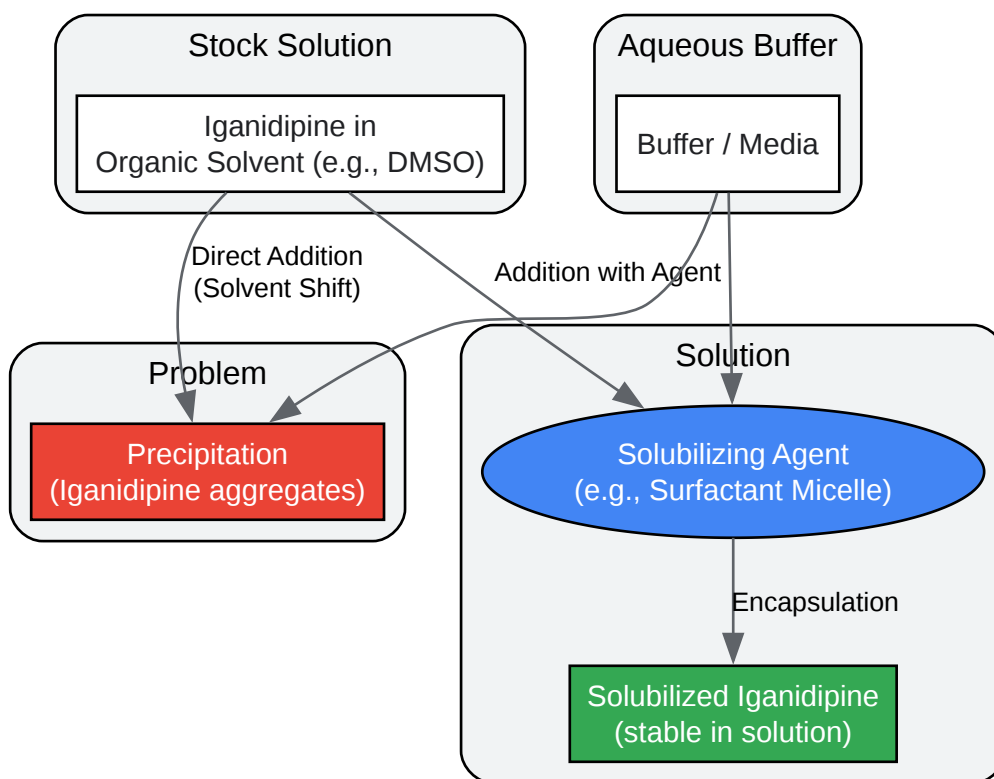 Stock Solution
Aqueous Buffer
Iganidipine in
Organic Solvent (e.g., DMSO)
Buffer / Media
Direct Addition
(Solvent Shift)
Addition with Agent
Problem
Solution
Precipitation
(Iganidipine aggregates)
Solubilizing Agent
(e.g., Surfactant Micelle)
Encapsulation
Solubilized Iganidipine
(stable in solution)